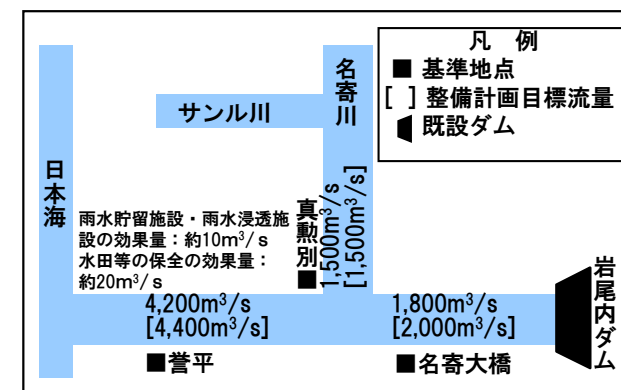 凡 例
■ 基準地点
[ ] 整備計画目標流量
既設ダム
名寄川
サンル川
日本海
雨水貯留施設・雨水浸透施
設の効果量：約10m³/s
水田等の保全の効果量：
約20m³/s
真勲別■
1,500m³/s
[1,500m³/s]
4,200m³/s
[4,400m³/s]
1,800m³/s
[2,000m³/s]
岩尾内ダム
■誉平
■名寄大橋